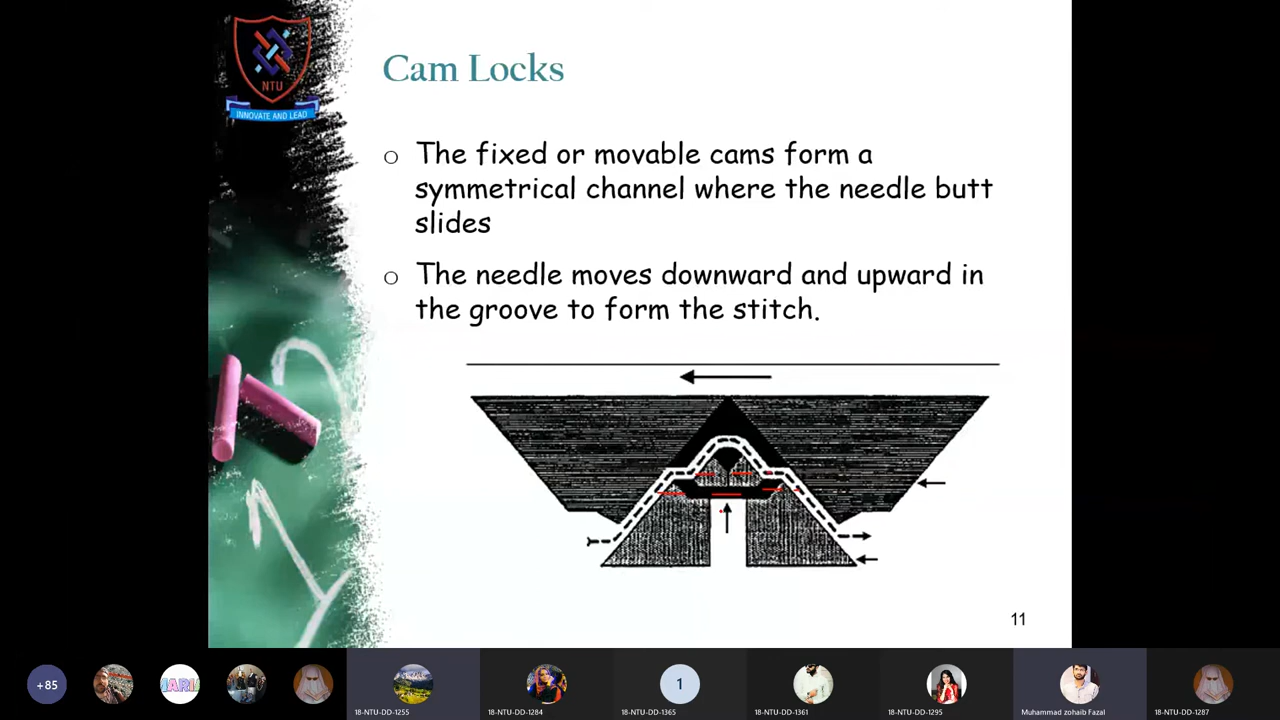 NTU
INNOVATE AND LEAD
Cam Locks
The fixed or movable cams form a
symmetrical channel where the needle butt
slides
The needle moves downward and upward in
the groove to form the stitch.
11
+85
1
18-NTU-DD-1255
18-NTU-DD-1284
18-NTU-DD-1365
18-NTU-DD-1361
18-NTU-DD-1295
Muhammad zohaib Fazal
18-NTU-DD-1287